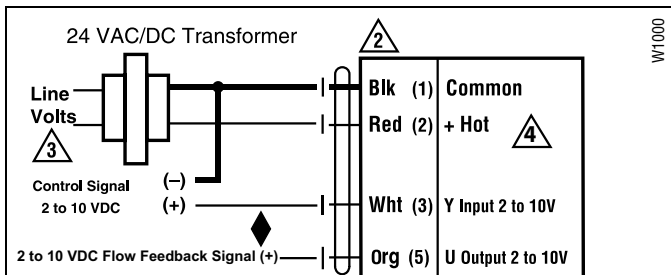 24 VAC/DC Transformer
2
W1000
Line
Volts
3
Blk (1) Common
Red (2) + Hot
4
Control Signal (–)
2 to 10 VDC (+)
Wht (3) Y Input 2 to 10V
2 to 10 VDC Flow Feedback Signal (+)
Org (5) U Output 2 to 10V